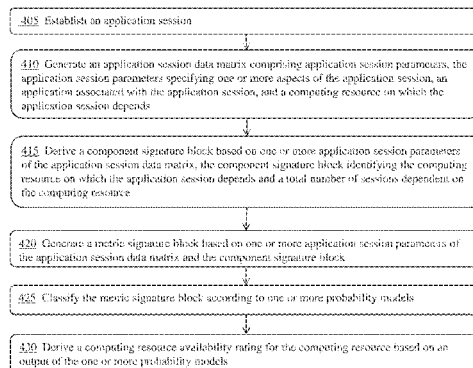 405 Establish an application session
410 Generate an application session data matrix comprising application session parameters, the
application session parameters specifying one or more aspects of the application session, an
application associated with the application session, and a computing resource on which the
application session depends
415 Derive a component signature block based on one or more application session parameters
of the application session data matrix, the component signature block identifying the computing
resource on which the application session depends and a total number of sessions dependent on
the computing resource
420 Generate a metric signature block based on one or more application session parameters of
the application session data matrix and the component signature block
425 Classify the metric signature block according to one or more probability models
430 Derive a computing resource availability rating for the computing resource based on an
output of the one or more probability models